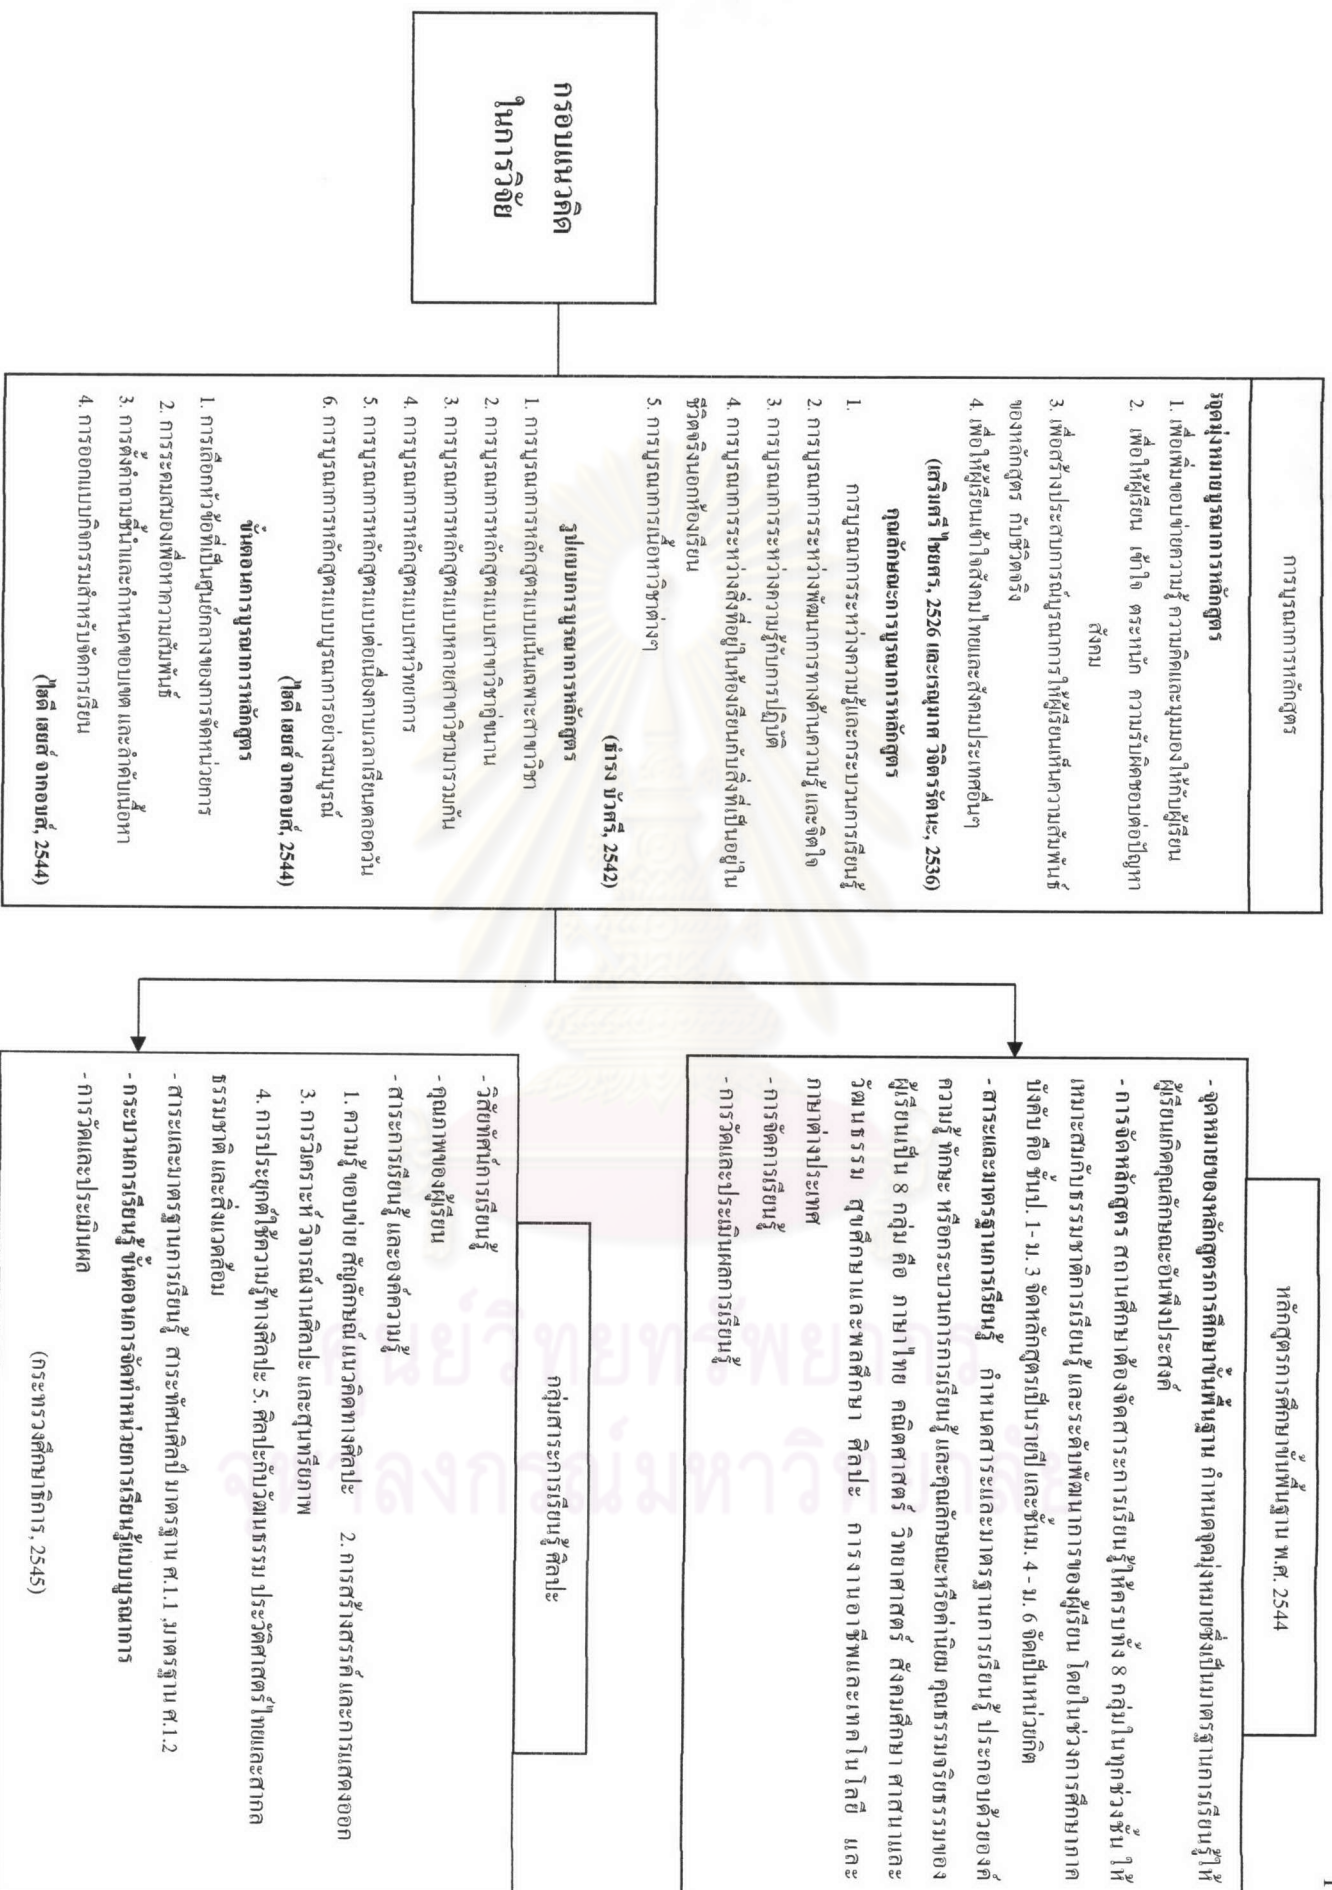 กรอบแนวคิด
ในการวิจัย
การบูรณาการหลักสูตร
จุดมุ่งหมายบูรณาการหลักสูตร
1. เพื่อเพิ่มขอบข่ายความรู้ ความคิดและมุมมองให้กับผู้เรียน
2. เพื่อให้ผู้เรียน เข้าใจ ตระหนัก ความรับผิดชอบต่อปัญหา
สังคม
3. เพื่อสร้างประสบการณ์บูรณาการ ให้ผู้เรียนเห็นความสัมพันธ์
ของหลักสูตร กับชีวิตจริง
4. เพื่อให้ผู้เรียนเข้าใจสังคมไทยและสังคมประเทศอื่นๆ
(เสริมศรี ไชยศร, 2526 และเรณุมาศ วิจิตรรัตนะ, 2536)
คุณลักษณะการบูรณาการหลักสูตร
1. การบูรณาการระหว่างความรู้และกระบวนการเรียนรู้
2. การบูรณาการระหว่างพัฒนาการทางด้านความรู้ และจิตใจ
3. การบูรณาการระหว่างความรู้กับการปฏิบัติ
4. การบูรณาการระหว่างสิ่งที่อยู่ในห้องเรียนกับสิ่งที่เป็นอยู่ใน
ชีวิตจริงนอกห้องเรียน
5. การบูรณาการเนื้อหาวิชาต่างๆ
(ธำรง บัวศรี, 2542)
รูปแบบการบูรณาการหลักสูตร
1. การบูรณาการหลักสูตรแบบเน้นเฉพาะสาขาวิชา
2. การบูรณาการหลักสูตรแบบสาขาวิชาคู่ขนาน
3. การบูรณาการหลักสูตรแบบหลายสาขาวิชามารวมกัน
4. การบูรณาการหลักสูตรแบบสหวิทยาการ
5. การบูรณาการหลักสูตรแบบต่อเนื่องตามเวลาเรียนตลอดวัน
6. การบูรณาการหลักสูตรแบบบูรณาการอย่างสมบูรณ์
(ไฮดี เฮยส์ จาคอบส์, 2544)
ขั้นตอนการบูรณาการหลักสูตร
1. การเลือกหัวข้อที่เป็นศูนย์กลางของการจัดหน่วยการ
2. การระดมสมองเพื่อหาความสัมพันธ์
3. การตั้งคำถามชี้นำและกำหนดขอบเขต และลำดับเนื้อหา
4. การออกแบบกิจกรรมสำหรับจัดการเรียน
(ไฮดี เฮยส์ จาคอบส์, 2544)
หลักสูตรการศึกษาขั้นพื้นฐาน พ.ศ. 2544
- จุดหมายของหลักสูตรการศึกษาขั้นพื้นฐาน กำหนดจุดมุ่งหมายซึ่งเป็นมาตรฐานการเรียนรู้ให้
ผู้เรียนเกิดคุณลักษณะอันพึงประสงค์
- การจัดหลักสูตร สถานศึกษาต้องจัดสาระการเรียนรู้ให้ครบทั้ง 8 กลุ่มในทุกช่วงชั้น ให้
เหมาะสมกับธรรมชาติการเรียนรู้ และระดับพัฒนาการของผู้เรียน โดยในช่วงการศึกษาภาค
บังคับ คือ ชั้นป. 1- ม. 3 จัดหลักสูตรเป็นรายปี และชั้นม. 4 - ม. 6 จัดเป็นหน่วยกิต
- สาระและมาตรฐานการเรียนรู้ กำหนดสาระและมาตรฐานการเรียนรู้ ประกอบด้วยองค์
ความรู้ ทักษะ หรือกระบวนการการเรียนรู้ และคุณลักษณะหรือค่านิยม คุณธรรมจริยธรรมของ
ผู้เรียนเป็น 8 กลุ่ม คือ ภาษาไทย คณิตศาสตร์ วิทยาศาสตร์ สังคมศึกษา ศาสนาและ
วัฒนธรรม สุขศึกษาและพลศึกษา ศิลปะ การงานอาชีพและเทคโนโลยี และ
ภาษาต่างประเทศ
- การจัดการเรียนรู้
- การวัดและประเมินผลการเรียนรู้
กลุ่มสาระการเรียนรู้ ศิลปะ
- วิสัยทัศน์การเรียนรู้
- คุณภาพของผู้เรียน
- สาระการเรียนรู้ และองค์ความรู้
1. ความรู้ ขอบข่าย สัญลักษณ์ แนวคิดทางศิลปะ 2. การสร้างสรรค์ และการแสดงออก
3. การวิเคราะห์ วิจารณ์งานศิลปะ และสุนทรียภาพ
4. การประยุกต์ใช้ความรู้ทางศิลปะ 5. ศิลปะกับวัฒนธรรม ประวัติศาสตร์ไทยและสากล
ธรรมชาติ และสิ่งแวดล้อม
- สาระและมาตรฐานการเรียนรู้ สาระทัศนศิลป์ มาตรฐาน ศ.1.1 ,มาตรฐาน ศ.1.2
- กระบวนการเรียนรู้ ขั้นตอนการจัดทำหน่วยการเรียนรู้แบบบูรณาการ
- การวัดและประเมินผล
(กระทรวงศึกษาธิการ, 2545)
ศูนย์วิทยทรัพยากร
จุฬาลงกรณ์มหาวิทยาลัย